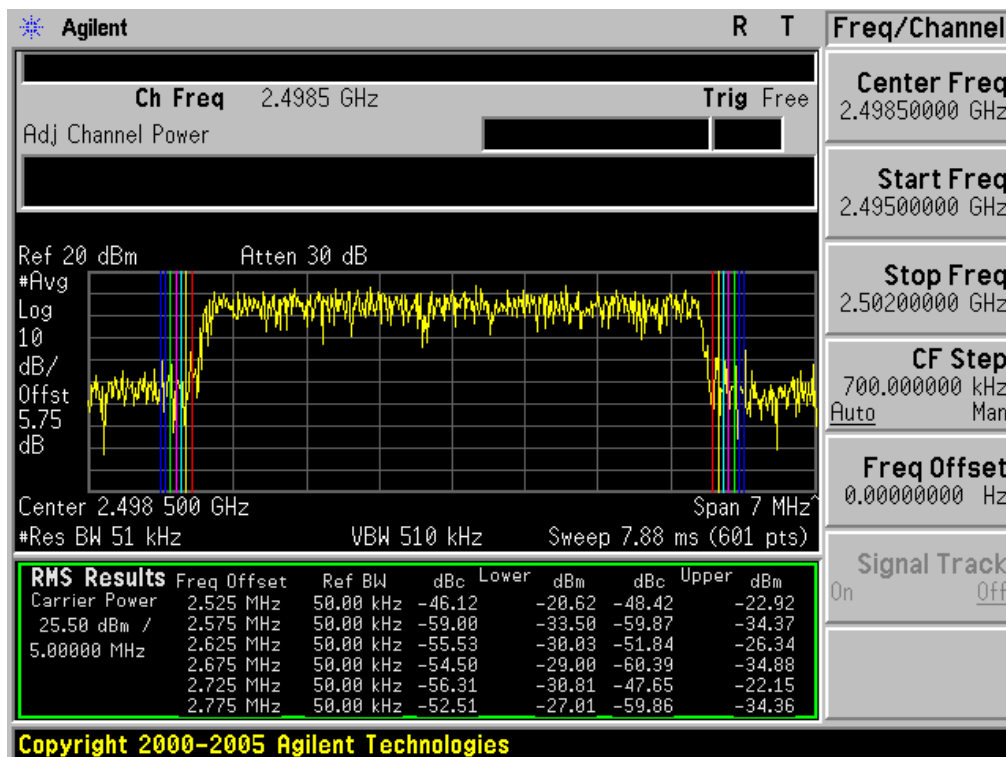 Agilent R T Freq/Channel
Ch Freq 2.4985 GHz Trig Free
Adj Channel Power
Center Freq
2.49850000 GHz
Start Freq
2.49500000 GHz
Stop Freq
2.50200000 GHz
CF Step
700.000000 kHz
Auto Man
Freq Offset
0.00000000 Hz
Signal Track
On Off
Ref 20 dBm Atten 30 dB
#Avg
Log
10
dB/
Offst
5.75
dB
Center 2.498 500 GHz Span 7 MHz^
#Res BW 51 kHz VBW 510 kHz Sweep 7.88 ms (601 pts)
RMS Results Freq Offset Ref BW dBc Lower dBm dBc Upper dBm
Carrier Power 2.525 MHz 50.00 kHz -46.12 -20.62 -48.42 -22.92
25.50 dBm / 2.575 MHz 50.00 kHz -59.00 -33.50 -59.87 -34.37
5.00000 MHz 2.625 MHz 50.00 kHz -55.53 -30.03 -51.84 -26.34
2.675 MHz 50.00 kHz -54.50 -29.00 -60.39 -34.88
2.725 MHz 50.00 kHz -56.31 -30.81 -47.65 -22.15
2.775 MHz 50.00 kHz -52.51 -27.01 -59.86 -34.36
Copyright 2000-2005 Agilent Technologies